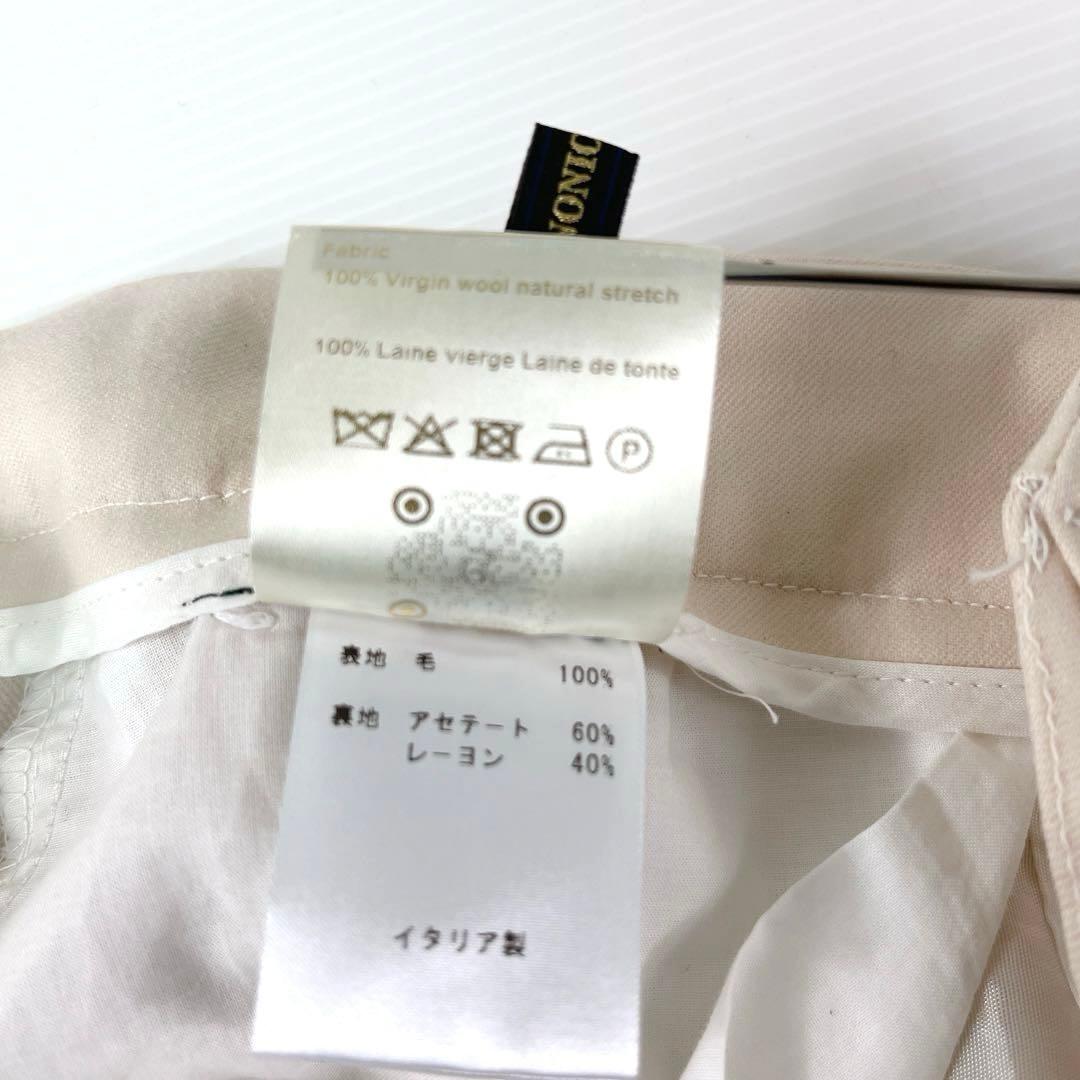 Fabric
100% Virgin wool natural stretch
100% Laine vierge Laine de tonte
P
表地 毛 100%
裏地 アセテート 60%
レーヨン 40%
イタリア製